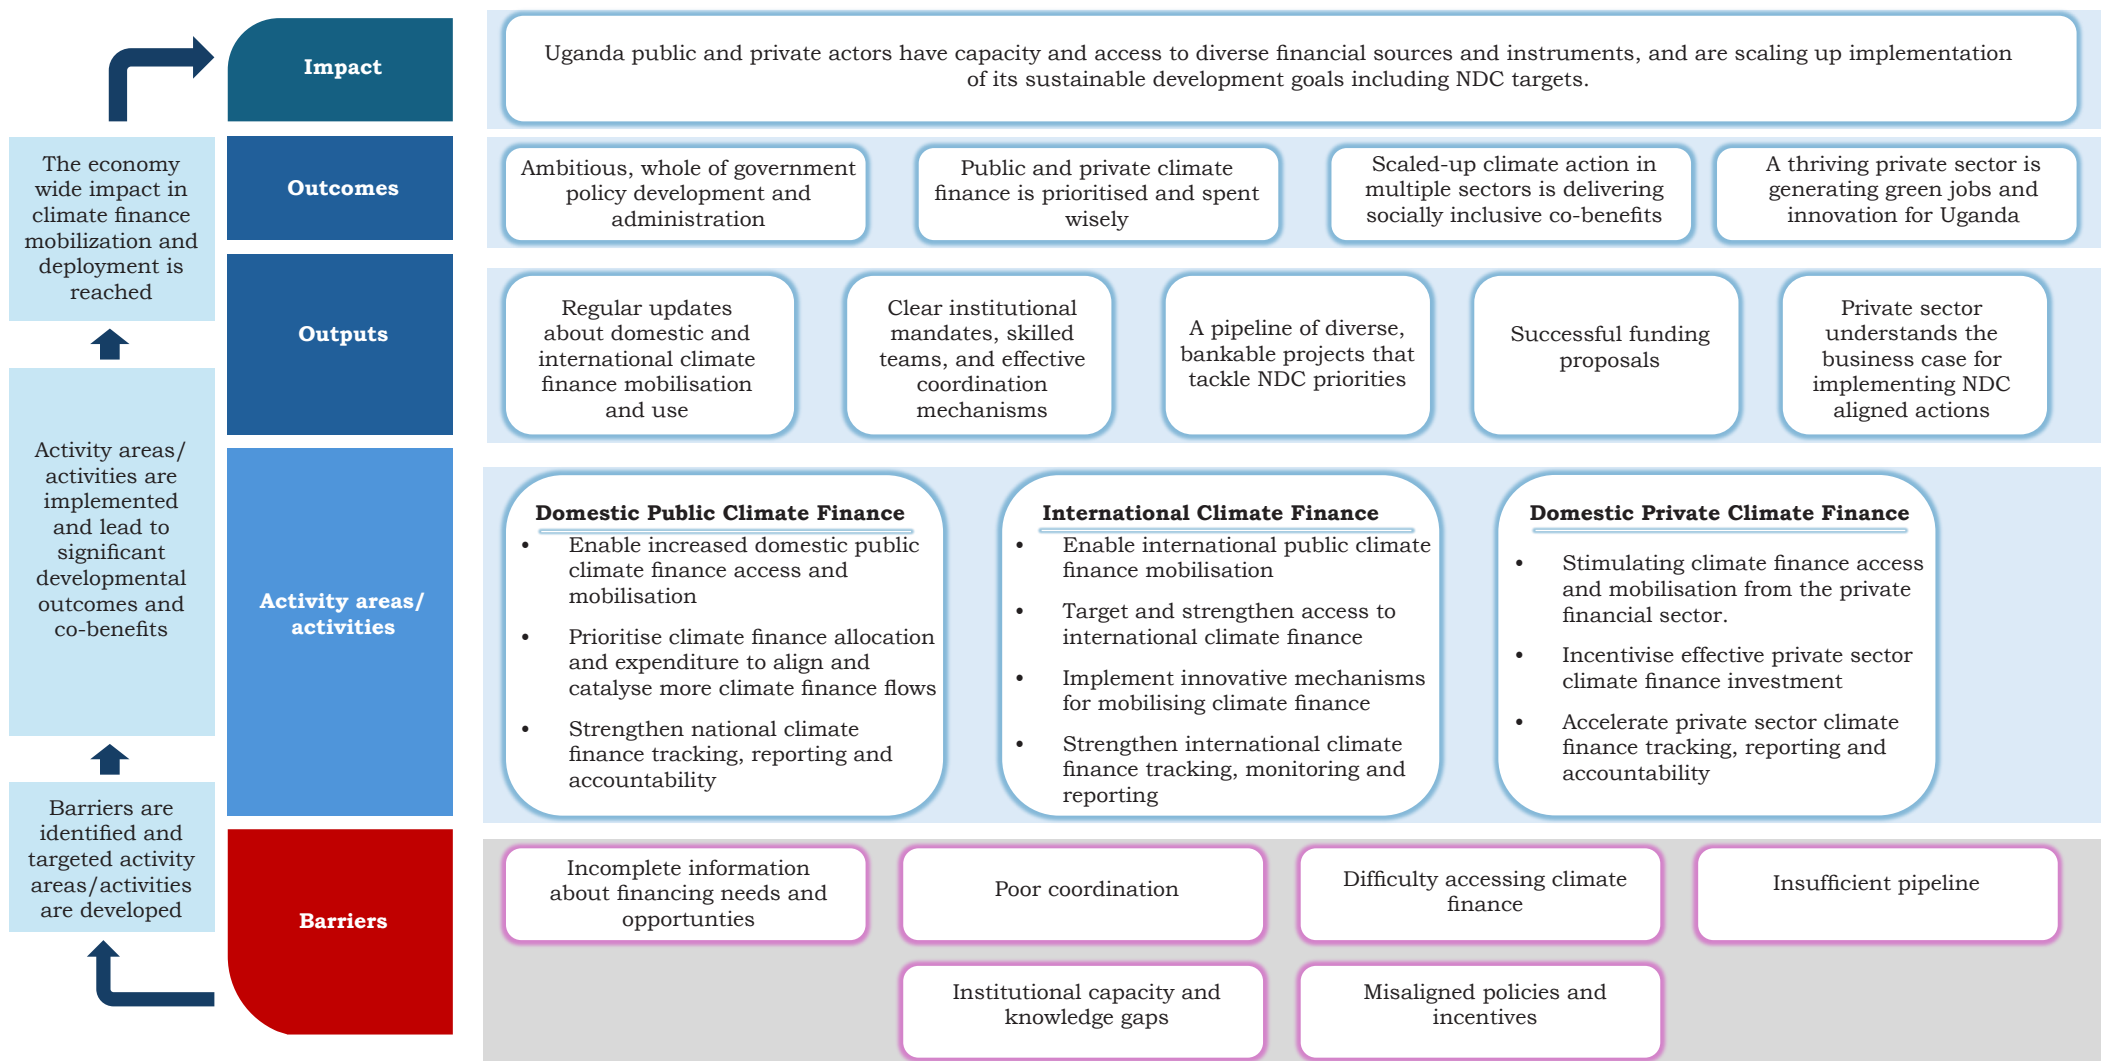 Impact
Uganda public and private actors have capacity and access to diverse financial sources and instruments, and are scaling up implementation
of its sustainable development goals including NDC targets.
The economy
wide impact in
climate finance
mobilization and
deployment is
reached
Outcomes
Ambitious, whole of government
policy development and
administration
Public and private climate
finance is prioritised and spent
wisely
Scaled-up climate action in
multiple sectors is delivering
socially inclusive co-benefits
A thriving private sector is
generating green jobs and
innovation for Uganda
Outputs
Regular updates
about domestic and
international climate
finance mobilisation
and use
Clear institutional
mandates, skilled
teams, and effective
coordination
mechanisms
A pipeline of diverse,
bankable projects that
tackle NDC priorities
Successful funding
proposals
Private sector
understands the
business case for
implementing NDC
aligned actions
Activity areas/
activities are
implemented
and lead to
significant
developmental
outcomes and
co-benefits
Activity areas/
activities
Domestic Public Climate Finance
• Enable increased domestic public
climate finance access and
mobilisation
• Prioritise climate finance allocation
and expenditure to align and
catalyse more climate finance flows
• Strengthen national climate
finance tracking, reporting and
accountability
International Climate Finance
• Enable international public climate
finance mobilisation
• Target and strengthen access to
international climate finance
• Implement innovative mechanisms
for mobilising climate finance
• Strengthen international climate
finance tracking, monitoring and
reporting
Domestic Private Climate Finance
• Stimulating climate finance access
and mobilisation from the private
financial sector.
• Incentivise effective private sector
climate finance investment
• Accelerate private sector climate
finance tracking, reporting and
accountability
Barriers are
identified and
targeted activity
areas/activities
are developed
Barriers
Incomplete information
about financing needs and
opportunties
Poor coordination
Difficulty accessing climate
finance
Insufficient pipeline
Institutional capacity and
knowledge gaps
Misaligned policies and
incentives